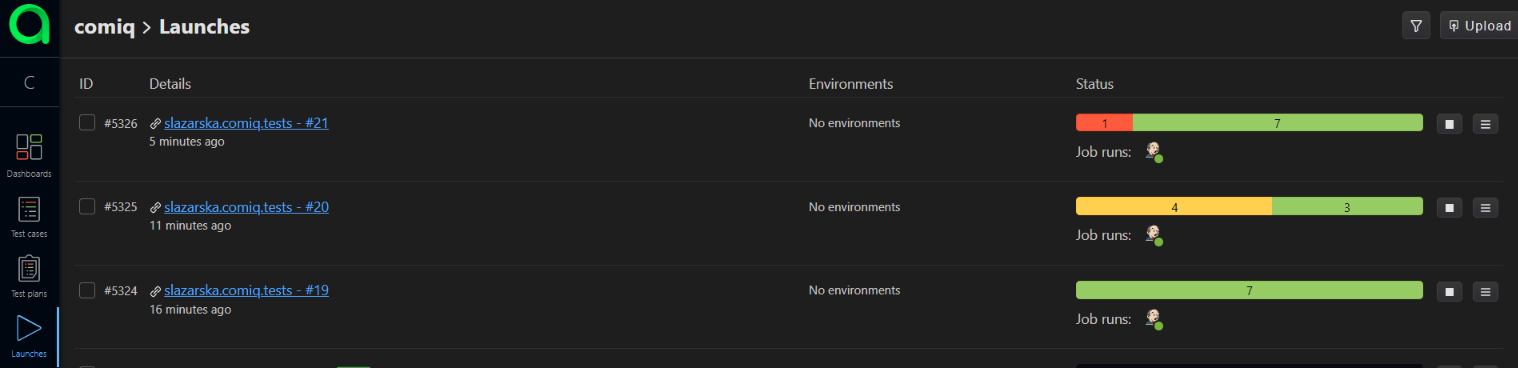 comiq > Launches
Upload
C
ID Details Environments Status
#5326 slazarska.comiq.tests - #21 No environments 1 7
5 minutes ago
Job runs:
Dashboards
#5325 slazarska.comiq.tests - #20 No environments 4 3
11 minutes ago
Job runs:
Test cases
#5324 slazarska.comiq.tests - #19 No environments 7
16 minutes ago
Job runs:
Test plans
Launches